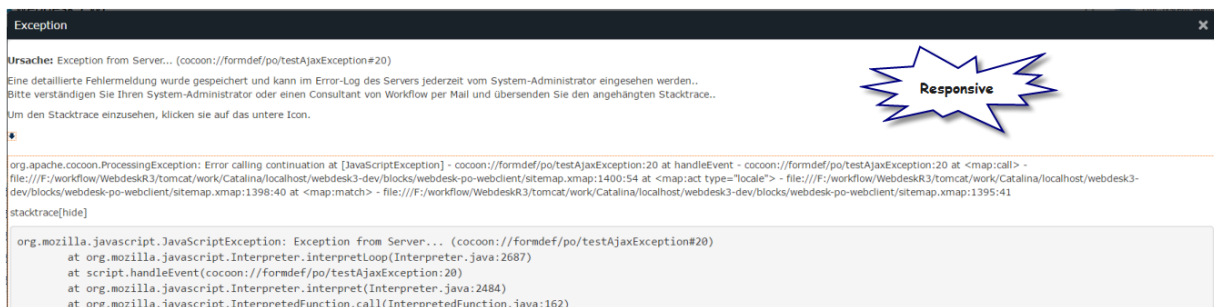 Exception
Ursache: Exception from Server... (cocoon://formdef/po/testAjaxException#20)
Eine detaillierte Fehlermeldung wurde gespeichert und kann im Error-Log des Servers jederzeit vom System-Administrator eingesehen werden..
Bitte verständigen Sie Ihren System-Administrator oder einen Consultant von Workflow per Mail und übersenden Sie den angehängten Stacktrace..
Responsive
Um den Stacktrace einzusehen, klicken sie auf das untere Icon.
org.apache.cocoon.ProcessingException: Error calling continuation at [JavaScriptException] - cocoon://formdef/po/testAjaxException:20 at handleEvent - cocoon://formdef/po/testAjaxException:20 at <map:call> -
file:///F:/workflow/WebdeskR3/tomcat/work/Catalina/localhost/webdesk3-dev/blocks/webdesk-po-webclient/sitemap.xmap:1400:54 at <map:act type="locale"> - file:///F:/workflow/WebdeskR3/tomcat/work/Catalina/localhost/webdesk3-
dev/blocks/webdesk-po-webclient/sitemap.xmap:1398:40 at <map:match> - file:///F:/workflow/WebdeskR3/tomcat/work/Catalina/localhost/webdesk3-dev/blocks/webdesk-po-webclient/sitemap.xmap:1395:41
stacktrace[hide]
org.mozilla.javascript.JavaScriptException: Exception from Server... (cocoon://formdef/po/testAjaxException#20)
at org.mozilla.javascript.Interpreter.interpretLoop(Interpreter.java:2687)
at script.handleEvent(cocoon://formdef/po/testAjaxException:20)
at org.mozilla.javascript.Interpreter.interpret(Interpreter.java:2484)
at org.mozilla.javascript.InterpretedFunction.call(InterpretedFunction.java:162)